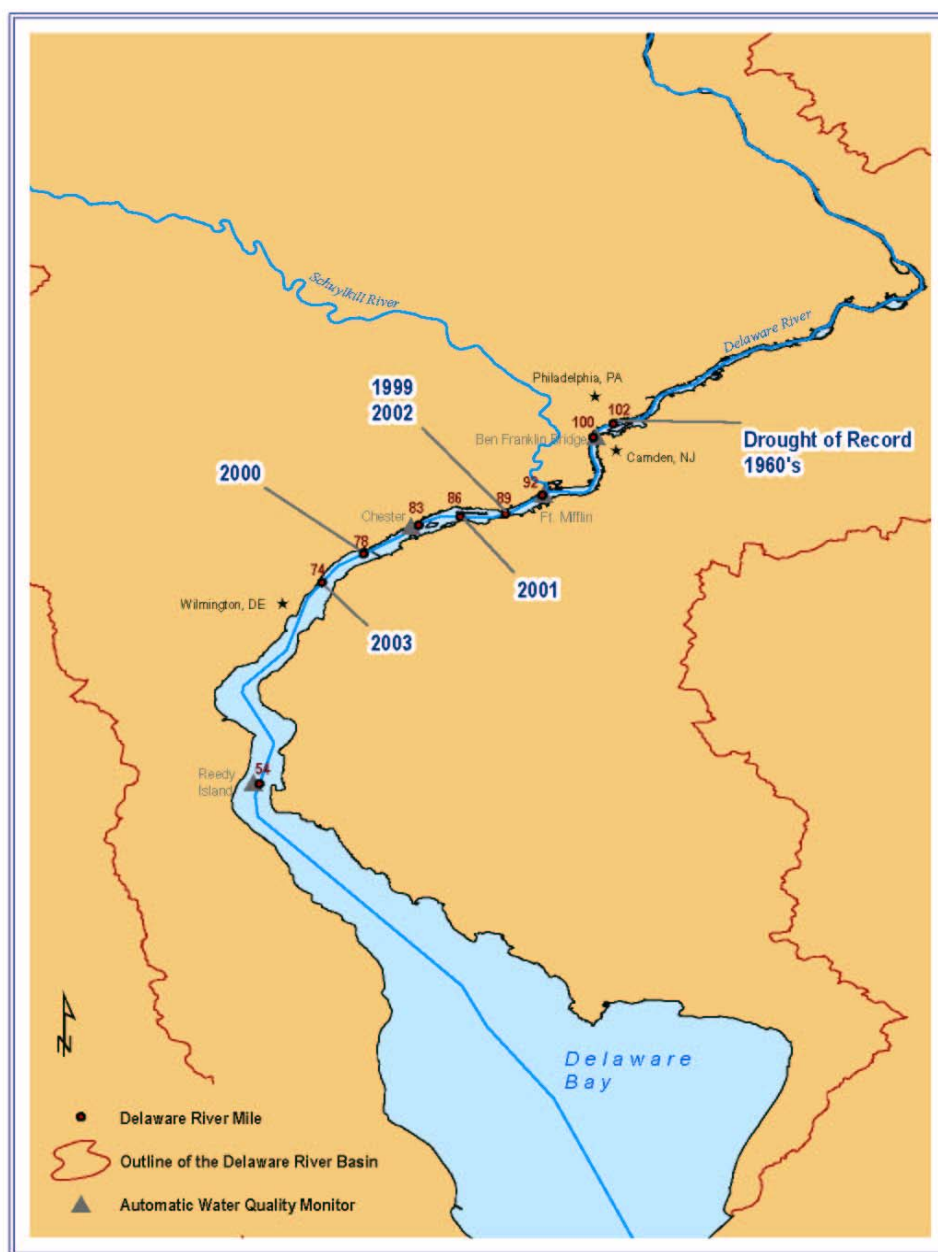 Schuylkill River
Delaware River
Philadelphia, PA
1999
2002
102
100
Ben Franklin Bridge
Camden, NJ
Drought of Record
1960's
2000
92
89
86
83
Chester
Ft. Mifflin
78
2001
74
Wilmington, DE
2003
54
Reedy
Island
Delaware
Bay
N
Delaware River Mile
Outline of the Delaware River Basin
Automatic Water Quality Monitor